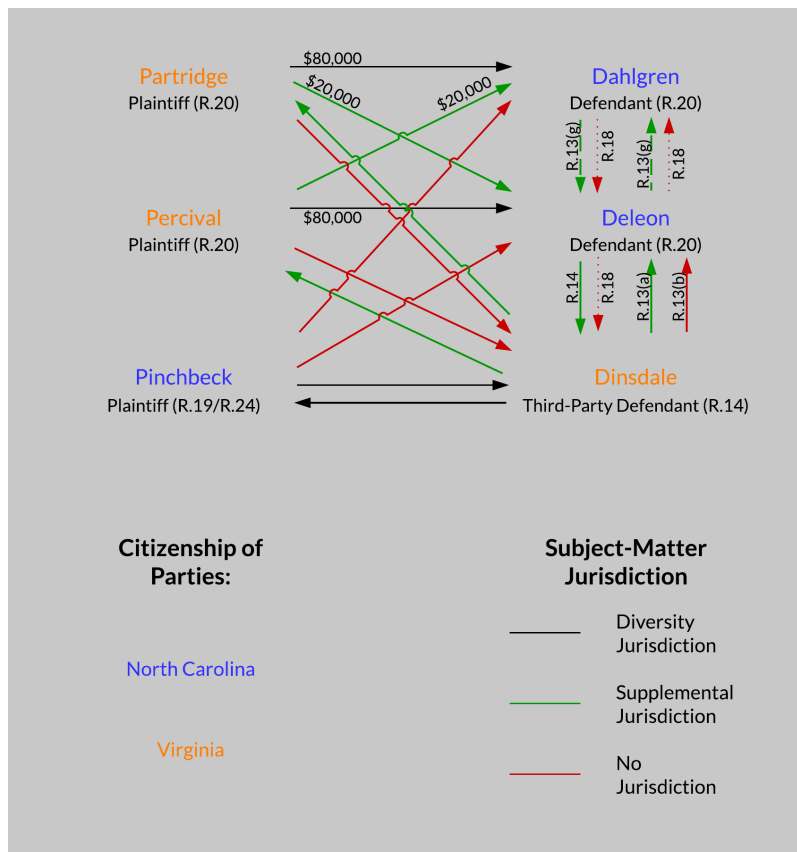 $80,000
Partridge
Plaintiff (R.20)
$20,000
$20,000
Dahlgren
Defendant (R.20)
R.13(g)
R.18
R.13(g)
R.18
Percival
Plaintiff (R.20)
$80,000
Deleon
Defendant (R.20)
R.14
R.18
R.13(a)
R.13(b)
Pinchbeck
Plaintiff (R.19/R.24)
Dinsdale
Third-Party Defendant (R.14)
Citizenship of
Parties:
North Carolina
Virginia
Subject-Matter
Jurisdiction
Diversity
Jurisdiction
Supplemental
Jurisdiction
No
Jurisdiction